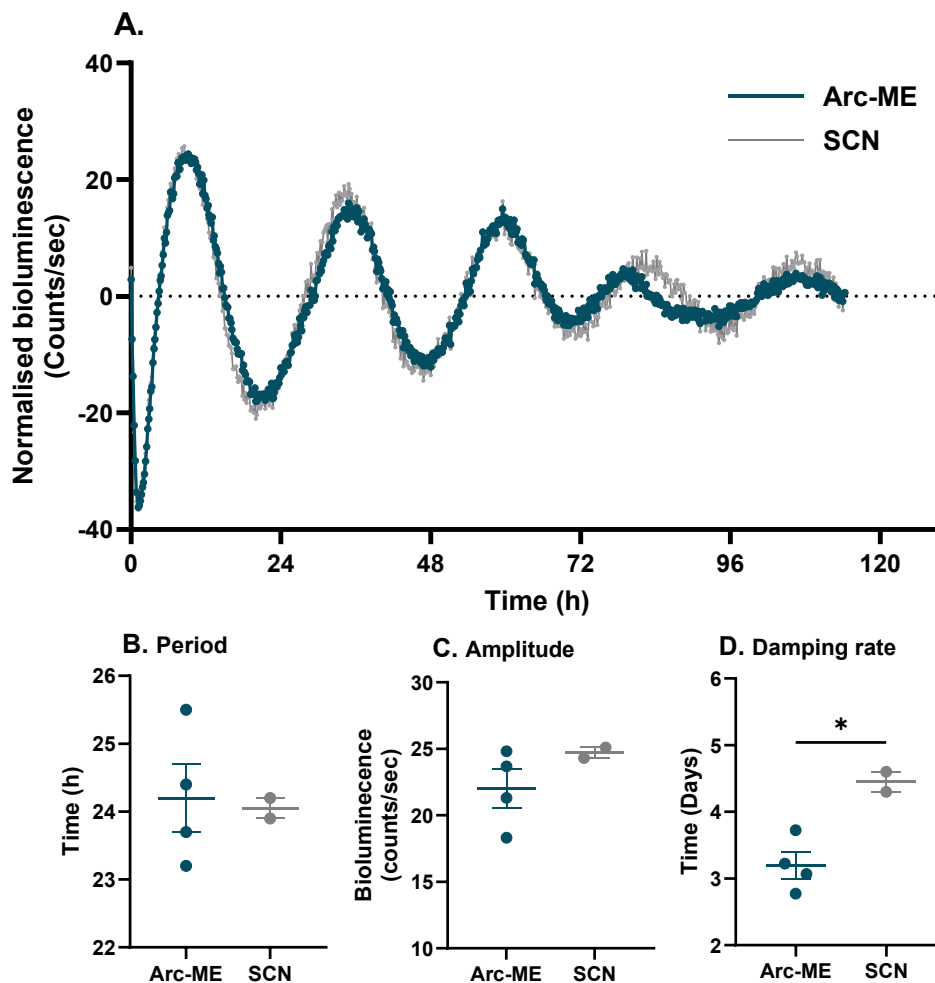 A.
40
20
0
-20
-40
Normalised bioluminescence
(Counts/sec)
Arc-ME
SCN
0 24 48 72 96 120
Time (h)
B. Period
26
25
24
23
22
Time (h)
Arc-ME SCN
C. Amplitude
30
25
20
15
10
Bioluminecence
(counts/sec)
Arc-ME SCN
D. Damping rate
6
5
4
3
2
Time (Days)
*
Arc-ME SCN